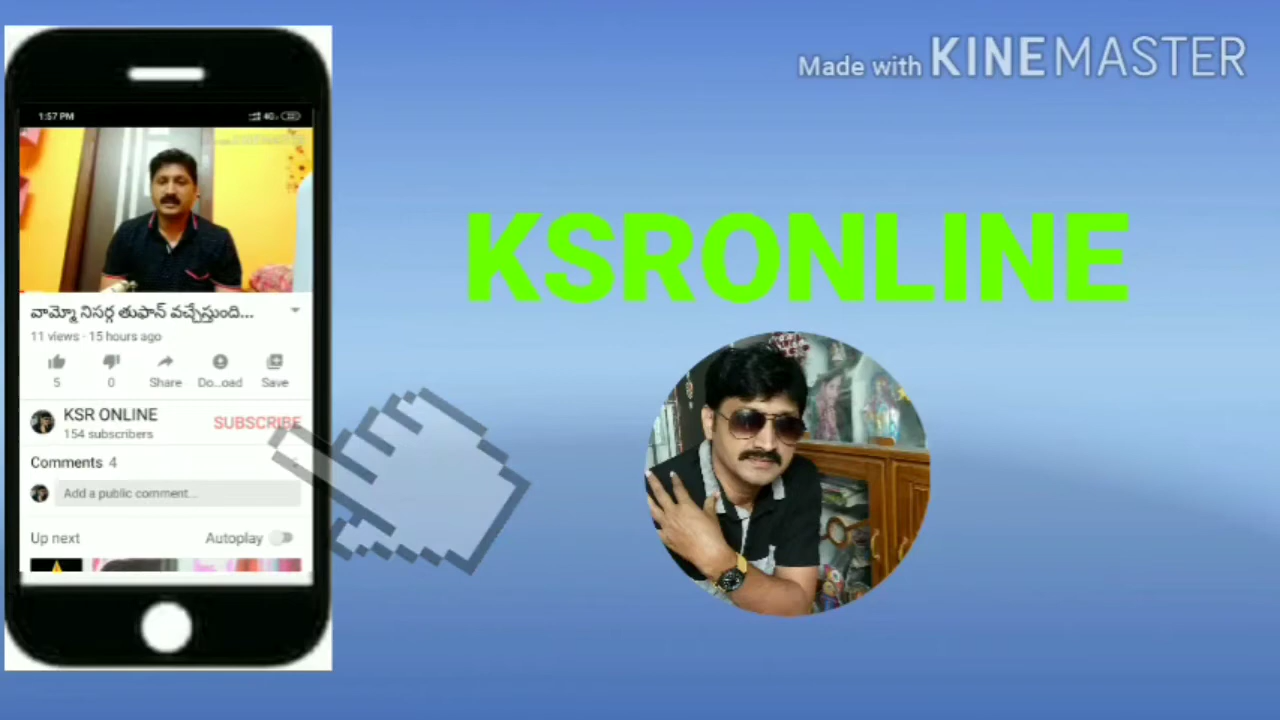 Made with KINEMASTER
1:57 PM
4G
KSRONLINE
వామ్మో నిసర్గ తుఫాన్ వచ్చేస్తుంది...
11 views · 15 hours ago
5
0
Share
Do...oad
Save
KSR ONLINE
SUBSCRIBE
154 subscribers
Comments 4
Add a public comment...
Up next
Autoplay